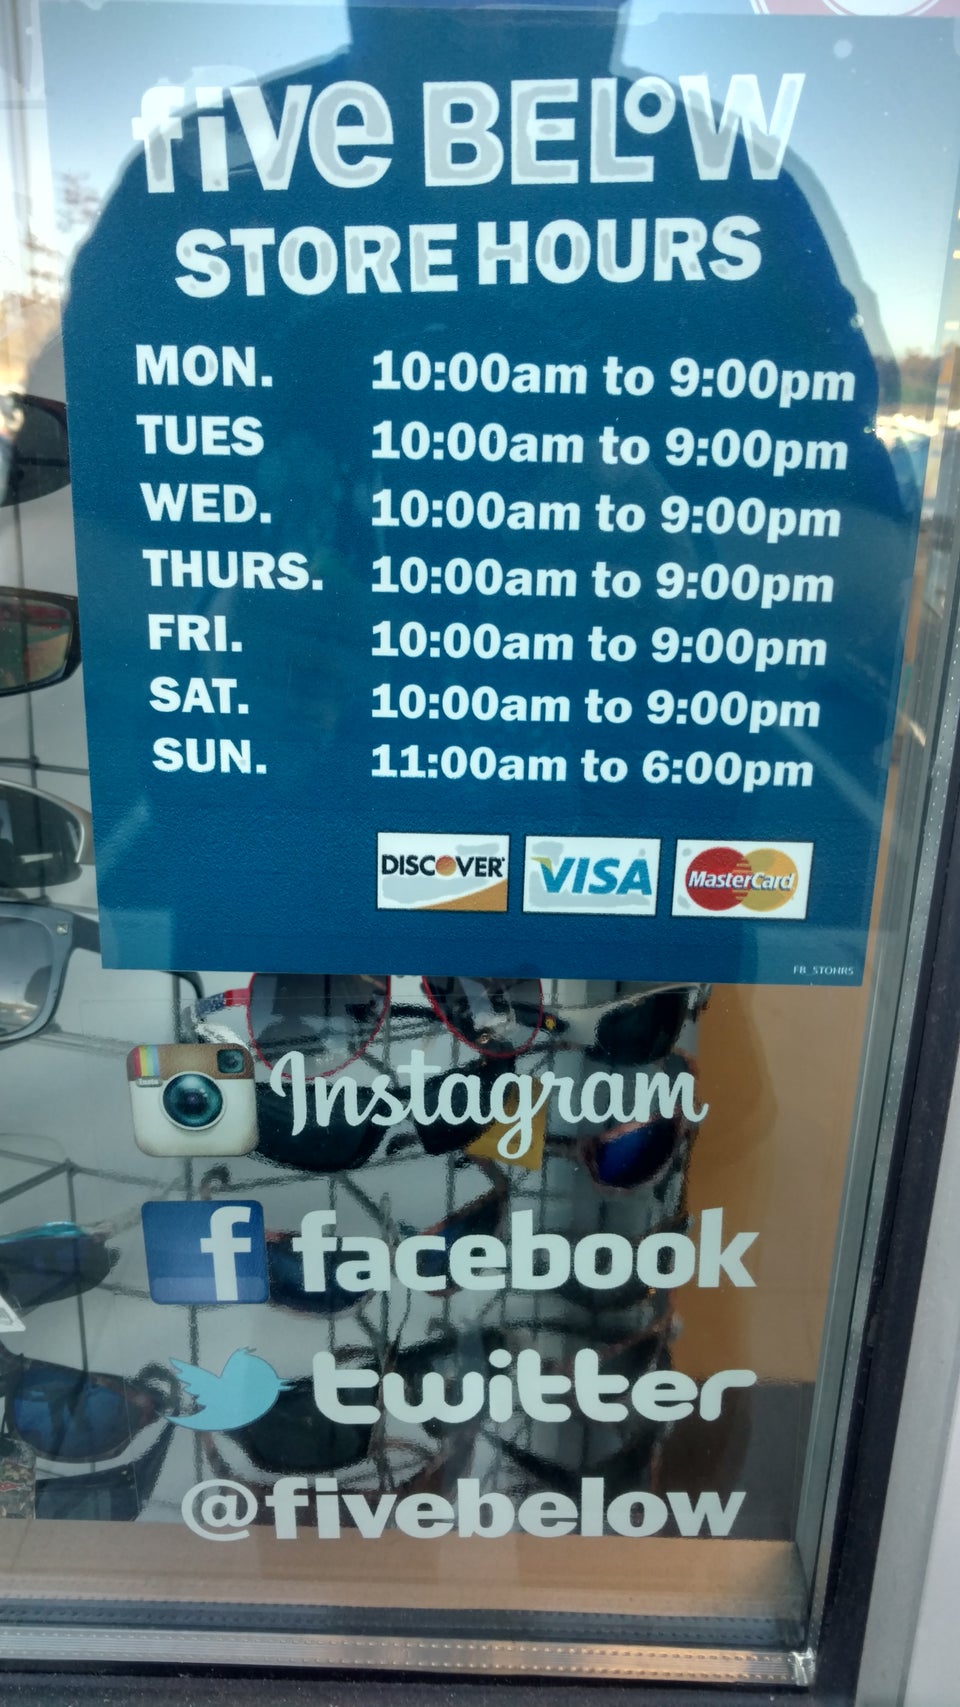 five BELOW
STORE HOURS
MON. 10:00am to 9:00pm
TUES 10:00am to 9:00pm
WED. 10:00am to 9:00pm
THURS. 10:00am to 9:00pm
FRI. 10:00am to 9:00pm
SAT. 10:00am to 9:00pm
SUN. 11:00am to 6:00pm
DISCOVER VISA MasterCard
FB_STOHRS
Instagram
f facebook
twitter
@fivebelow